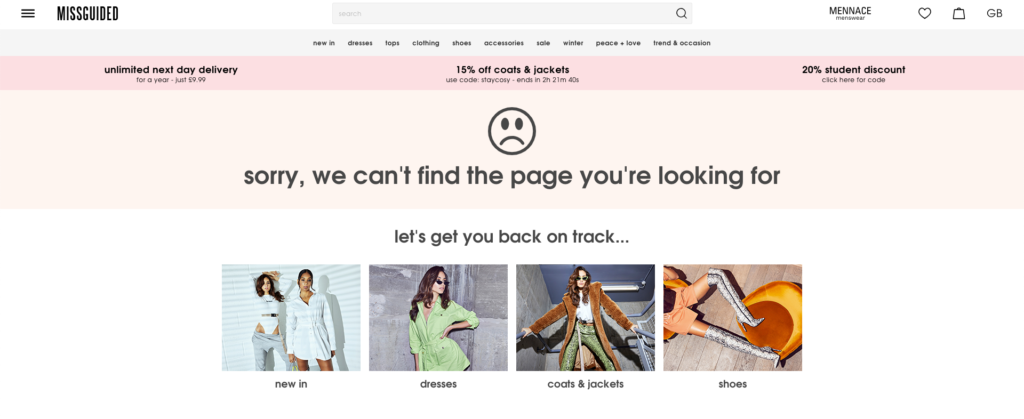 MISSGUIDED
search
MENNACE
menswear
GB
new in dresses tops clothing shoes accessories sale winter peace + love trend & occasion
unlimited next day delivery
for a year - just £9.99
15% off coats & jackets
use code: staycosy - ends in 2h 21m 40s
20% student discount
click here for code
sorry, we can't find the page you're looking for
let's get you back on track...
new in
dresses
coats & jackets
shoes